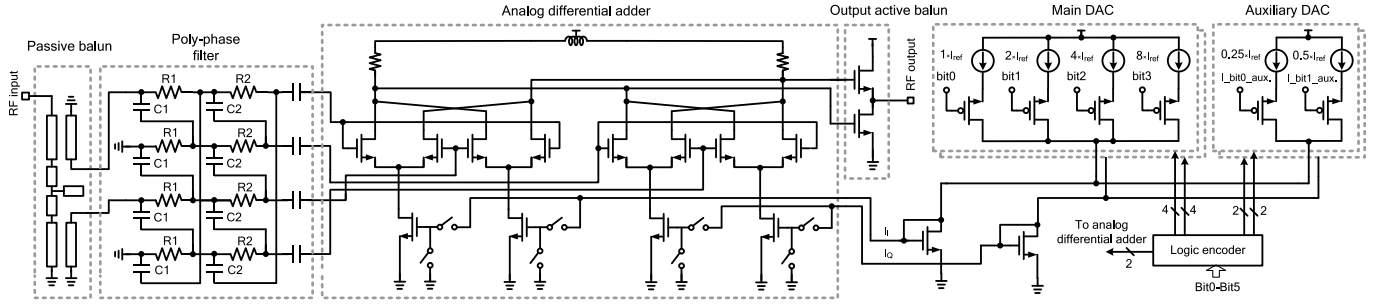 Passive balun
Poly-phase
filter
Analog differential adder
Output active balun
Main DAC
Auxiliary DAC
RF input
R1
R2
C1
C2
R1
R2
C1
C2
R1
R2
C1
C2
R1
R2
C1
C2
RF output
1*Iref
2*Iref
4*Iref
8*Iref
bit0
bit1
bit2
bit3
0.25*Iref
0.5*Iref
I_bit0_aux.
I_bit1_aux.
II
IQ
4
4
2
2
To analog
differential adder
2
Logic encoder
Bit0-Bit5